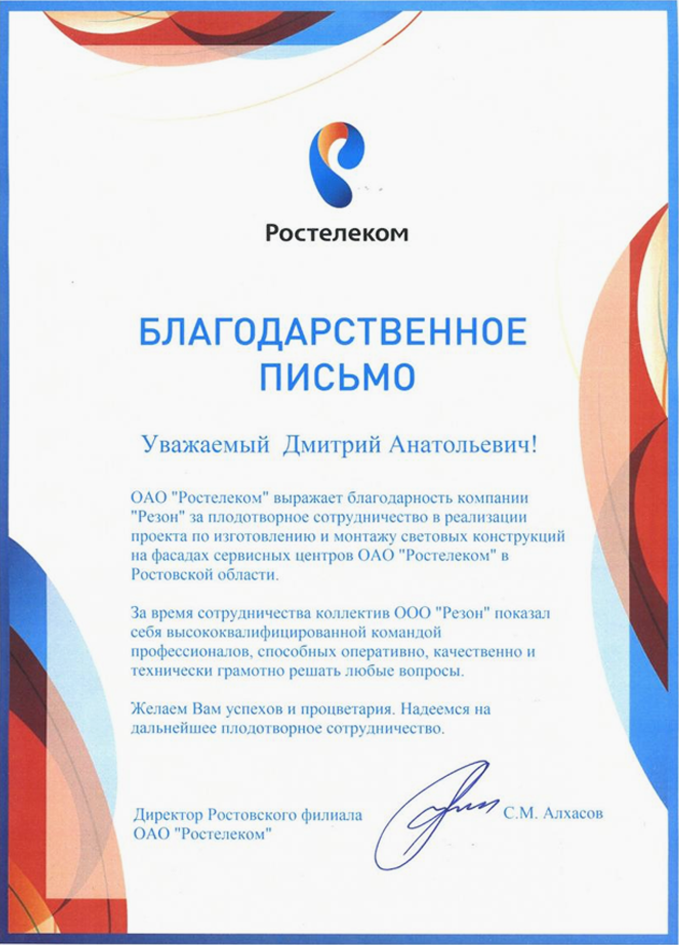 Ростелеком
БЛАГОДАРСТВЕННОЕ
ПИСЬМО
Уважаемый Дмитрий Анатольевич!
ОАО "Ростелеком" выражает благодарность компании
"Резон" за плодотворное сотрудничество в реализации
проекта по изготовлению и монтажу световых конструкций
на фасадах сервисных центров ОАО "Ростелеком" в
Ростовской области.
За время сотрудничества коллектив ООО "Резон" показал
себя высококвалифицированной командой
профессионалов, способных оперативно, качественно и
технически грамотно решать любые вопросы.
Желаем Вам успехов и процветария. Надеемся на
дальнейшее плодотворное сотрудничество.
Директор Ростовского филиала
ОАО "Ростелеком"
С.М. Алхасов